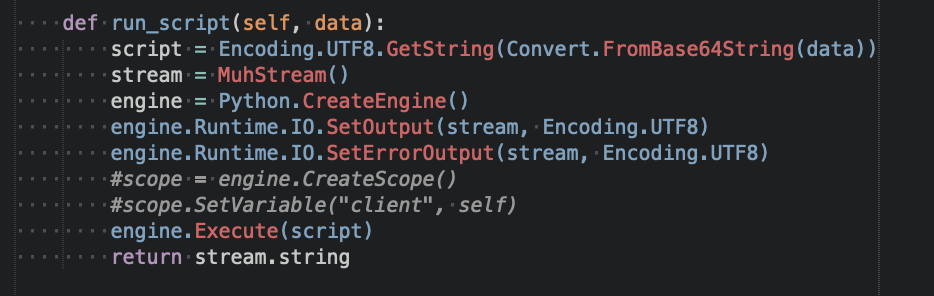 def run_script(self, data):
script = Encoding.UTF8.GetString(Convert.FromBase64String(data))
stream = MuhStream()
engine = Python.CreateEngine()
engine.Runtime.IO.SetOutput(stream, Encoding.UTF8)
engine.Runtime.IO.SetErrorOutput(stream, Encoding.UTF8)
#scope = engine.CreateScope()
#scope.SetVariable("client", self)
engine.Execute(script)
return stream.string